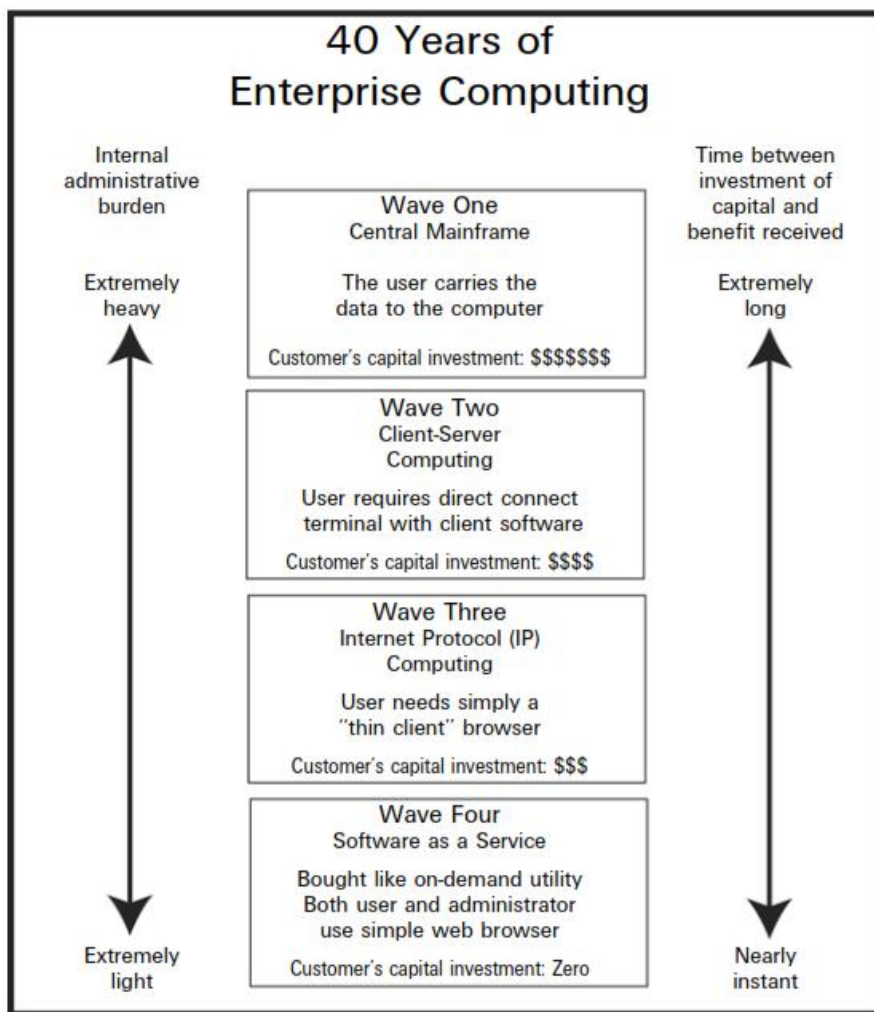 40 Years of
Enterprise Computing
Internal
administrative
burden
Extremely
heavy
Extremely
light
Wave One
Central Mainframe
The user carries the
data to the computer
Customer's capital investment: $$$$$$$
Wave Two
Client-Server
Computing
User requires direct connect
terminal with client software
Customer's capital investment: $$$$
Wave Three
Internet Protocol (IP)
Computing
User needs simply a
"thin client" browser
Customer's capital investment: $$$
Wave Four
Software as a Service
Bought like on-demand utility
Both user and administrator
use simple web browser
Customer's capital investment: Zero
Time between
investment of
capital and
benefit received
Extremely
long
Nearly
instant